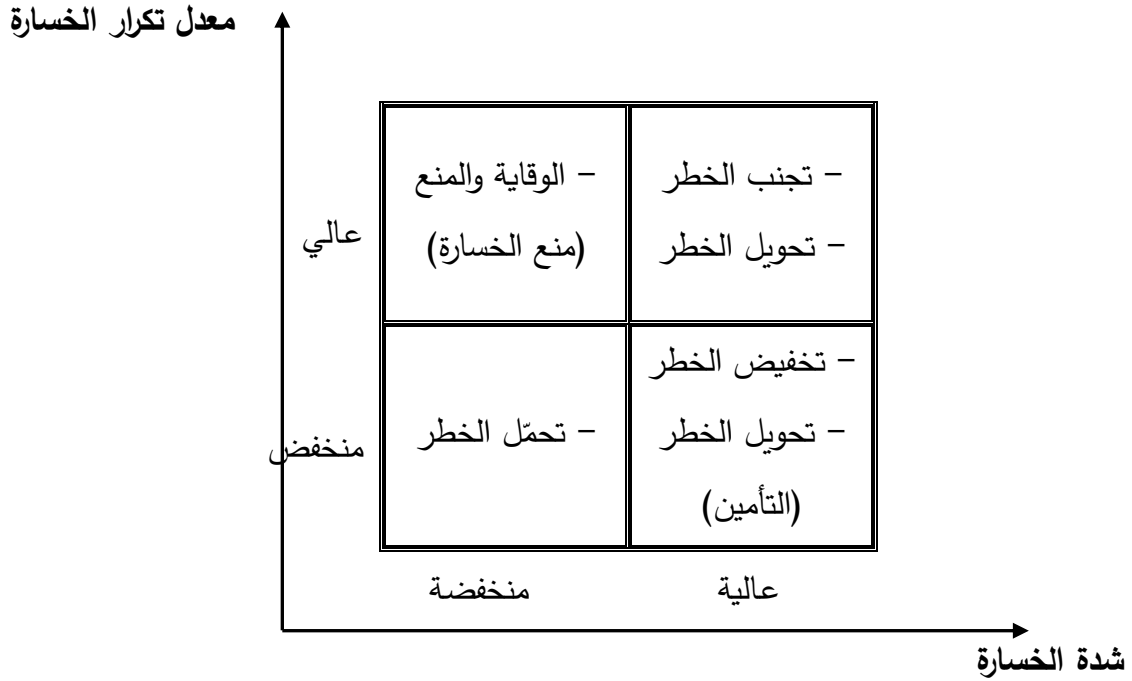 معدل تكرار الخسارة
عالي
- تجنب الخطر
- تحويل الخطر
- الوقاية والمنع
(منع الخسارة)
منخفض
- تخفيض الخطر
- تحويل الخطر
(التأمين)
- تحمّل الخطر
عالية
منخفضة
شدة الخسارة